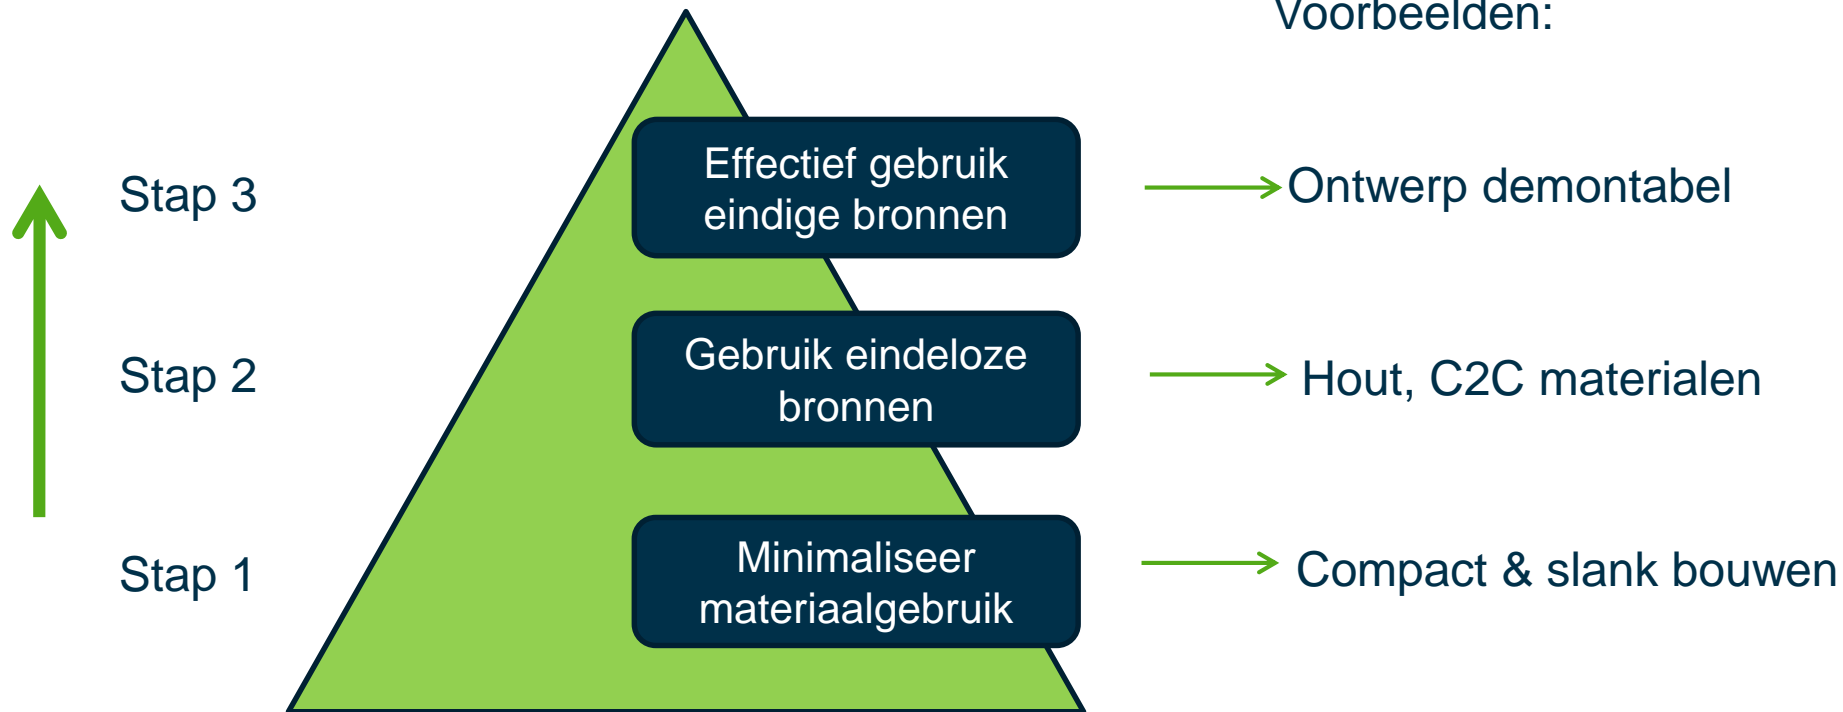 Voorbeelden:
Stap 3
Effectief gebruik
eindige bronnen
Ontwerp demontabel
Stap 2
Gebruik eindeloze
bronnen
Hout, C2C materialen
Stap 1
Minimaliseer
materiaalgebruik
Compact & slank bouwen